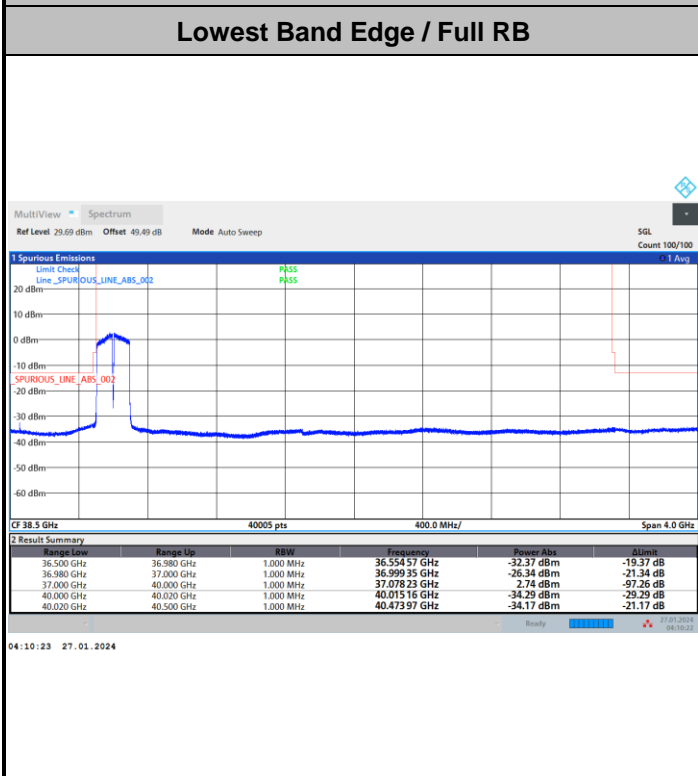 Lowest Band Edge / Full RB
MultiView Spectrum
Ref Level 29.69 dBm Offset 49.49 dB Mode Auto Sweep SGL
Count 100/100
1 Spurious Emissions 1 Avg
Limit Check PASS
Line _SPURIOUS_LINE_ABS_002 PASS
20 dBm
10 dBm
0 dBm
-10 dBm
_SPURIOUS_LINE_ABS_002
-20 dBm
-30 dBm
-40 dBm
-50 dBm
-60 dBm
CF 38.5 GHz 40005 pts 400.0 MHz/ Span 4.0 GHz
2 Result Summary
Range Low Range Up RBW Frequency Power Abs ΔLimit
36.500 GHz 36.980 GHz 1.000 MHz 36.554 57 GHz -32.37 dBm -19.37 dB
36.980 GHz 37.000 GHz 1.000 MHz 36.999 35 GHz -26.34 dBm -21.34 dB
37.000 GHz 40.000 GHz 1.000 MHz 37.078 23 GHz 2.74 dBm -97.26 dB
40.000 GHz 40.020 GHz 1.000 MHz 40.015 16 GHz -34.29 dBm -29.29 dB
40.020 GHz 40.500 GHz 1.000 MHz 40.473 97 GHz -34.17 dBm -21.17 dB
Ready 27.01.2024
04:10:22
04:10:23 27.01.2024